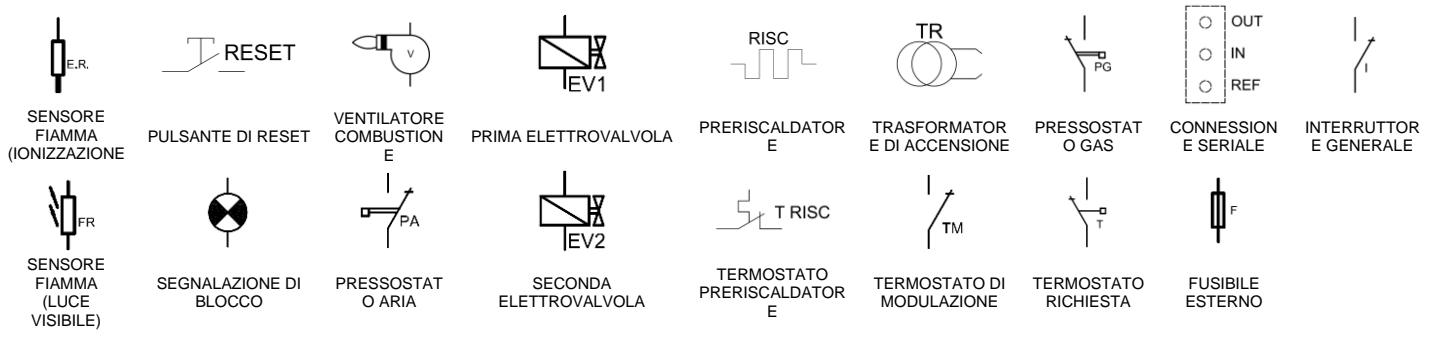 E.R.
SENSORE
FIAMMA
(IONIZZAZIONE
RESET
PULSANTE DI RESET
V
VENTILATORE
COMBUSTION
E
EV1
PRIMA ELETTROVALVOLA
RISC
PRERISCALDATOR
E
TR
TRASFORMATOR
E DI ACCENSIONE
PG
PRESSOSTAT
O GAS
OUT
IN
REF
CONNESSION
E SERIALE
I
INTERRUTTOR
E GENERALE
FR
SENSORE
FIAMMA
(LUCE
VISIBILE)
SEGNALAZIONE DI
BLOCCO
PA
PRESSOSTAT
O ARIA
EV2
SECONDA
ELETTROVALVOLA
T RISC
TERMOSTATO
PRERISCALDATOR
E
TM
TERMOSTATO DI
MODULAZIONE
T
TERMOSTATO
RICHIESTA
F
FUSIBILE
ESTERNO